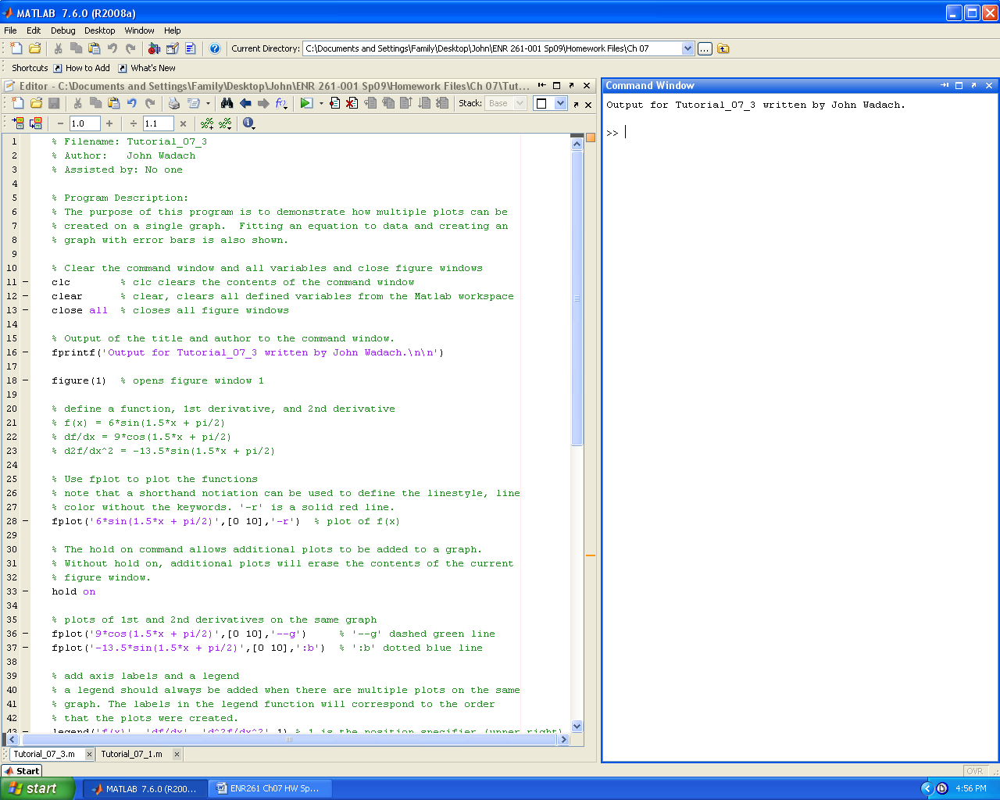 MATLAB 7.6.0 (R2008a)
File Edit Debug Desktop Window Help
Current Directory: C:\Documents and Settings\Family\Desktop\John\ENR 261-001 Sp09\Homework Files\Ch 07 ...
Shortcuts How to Add What's New
Editor - C:\Documents and Settings\Family\Desktop\John\ENR 261-001 Sp09\Homework Files\Ch 07\Tut...
Stack: Base
1.0 1.1
1 % Filename: Tutorial_07_3
2 % Author:   John Wadach
3 % Assisted by: No one
4
5 % Program Description:
6 % The purpose of this program is to demonstrate how multiple plots can be
7 % created on a single graph.  Fitting an equation to data and creating an
8 % graph with error bars is also shown.
9
10 % Clear the command window and all variables and close figure windows
11 - clc        % clc clears the contents of the command window
12 - clear      % clear, clears all defined variables from the Matlab workspace
13 - close all  % closes all figure windows
14
15 % Output of the title and author to the command window.
16 - fprintf('Output for Tutorial_07_3 written by John Wadach.\n\n')
17
18 - figure(1)  % opens figure window 1
19
20 % define a function, 1st derivative, and 2nd derivative
21 % f(x) = 6*sin(1.5*x + pi/2)
22 % df/dx = 9*cos(1.5*x + pi/2)
23 % d2f/dx^2 = -13.5*sin(1.5*x + pi/2)
24
25 % Use fplot to plot the functions
26 % note that a shorthand notiation can be used to define the linestyle, line
27 % color without the keywords. '-r' is a solid red line.
28 - fplot('6*sin(1.5*x + pi/2)',[0 10],'-r')  % plot of f(x)
29
30 % The hold on command allows additional plots to be added to a graph.
31 % Without hold on, additional plots will erase the contents of the current
32 % figure window.
33 - hold on
34
35 % plots of 1st and 2nd derivatives on the same graph
36 - fplot('9*cos(1.5*x + pi/2)',[0 10],'--g')     % '--g' dashed green line
37 - fplot('-13.5*sin(1.5*x + pi/2)',[0 10],':b')  % ':b' dotted blue line
38
39 % add axis labels and a legend
40 % a legend should always be added when there are multiple plots on the same
41 % graph. The labels in the legend function will correspond to the order
42 % that the plots were created.
43 - legend('f(x)', 'df/dx', 'd^2f/dx^2',1) % 1 is the position specifier (upper right)
Tutorial_07_3.m Tutorial_07_1.m
Command Window
Output for Tutorial_07_3 written by John Wadach.
>>
Start OVR
start MATLAB 7.6.0 (R200... ENR261 Ch07 HW Sp... 4:56 PM